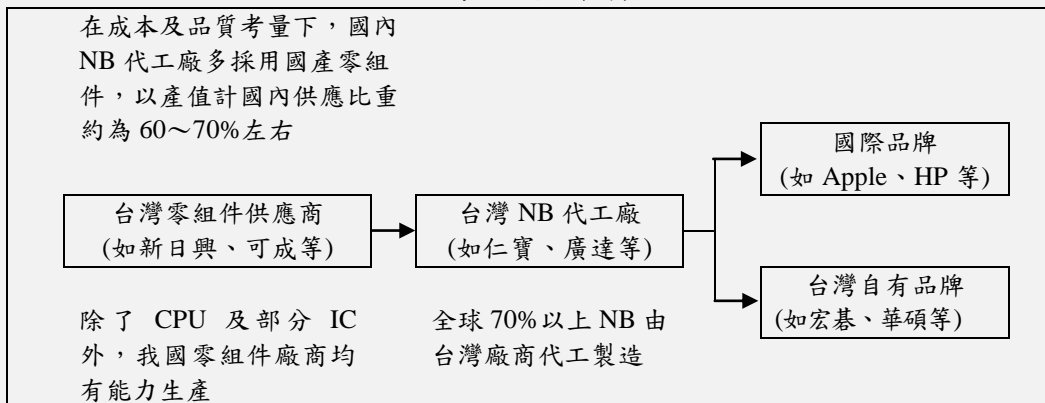 在成本及品質考量下，國內
NB 代工廠多採用國產零組
件，以產值計國內供應比重
約為 60～70%左右
國際品牌
(如 Apple、HP 等)
台灣零組件供應商
(如新日興、可成等)
台灣 NB 代工廠
(如仁寶、廣達等)
台灣自有品牌
(如宏碁、華碩等)
除了 CPU 及部分 IC
外，我國零組件廠商均
有能力生產
全球 70%以上 NB 由
台灣廠商代工製造